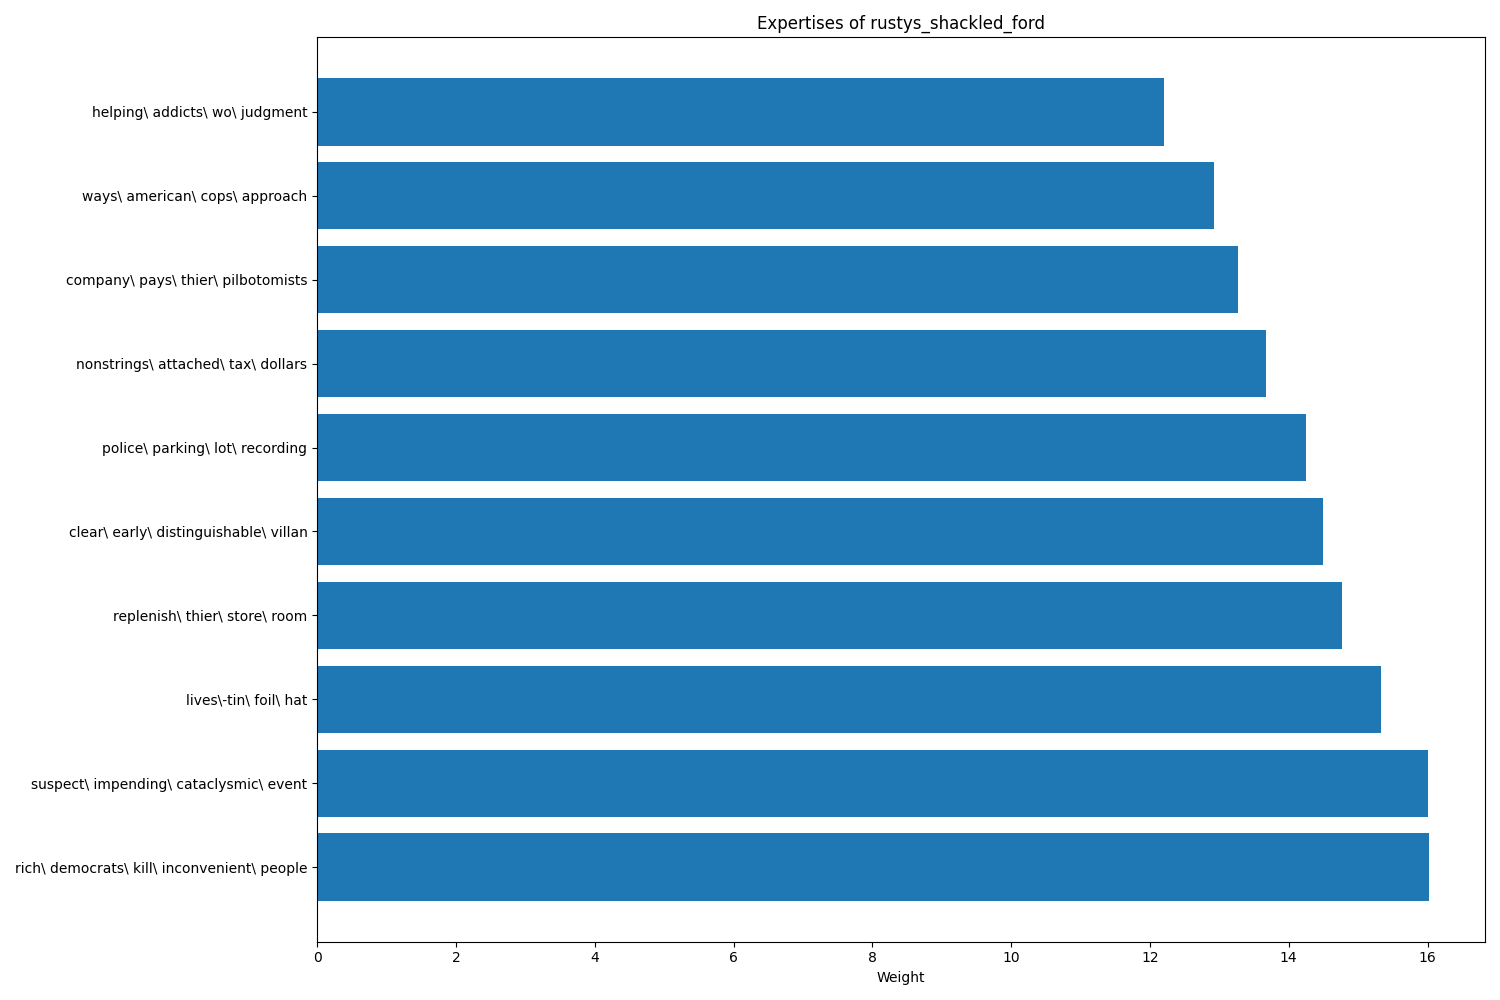 Expertises of rustys_shackled_ford
helping\ addicts\ wo\ judgment
ways\ american\ cops\ approach
company\ pays\ thier\ pilbotomists
nonstrings\ attached\ tax\ dollars
police\ parking\ lot\ recording
clear\ early\ distinguishable\ villan
replenish\ thier\ store\ room
lives\-tin\ foil\ hat
suspect\ impending\ cataclysmic\ event
rich\ democrats\ kill\ inconvenient\ people
0 2 4 6 8 10 12 14 16
Weight